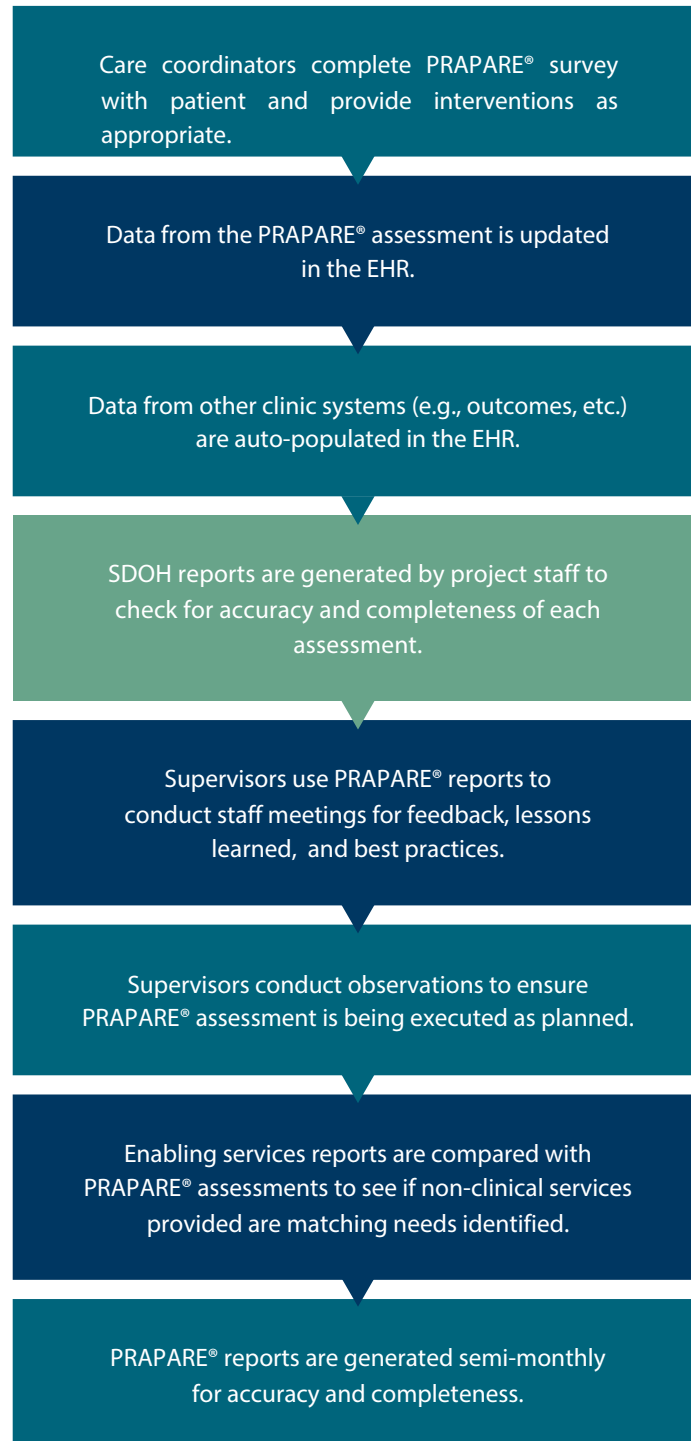 Care coordinators complete PRAPARE® survey
with patient and provide interventions as
appropriate.
Data from the PRAPARE® assessment is updated
in the EHR.
Data from other clinic systems (e.g., outcomes, etc.)
are auto-populated in the EHR.
SDOH reports are generated by project staff to
check for accuracy and completeness of each
assessment.
Supervisors use PRAPARE® reports to
conduct staff meetings for feedback, lessons
learned, and best practices.
Supervisors conduct observations to ensure
PRAPARE® assessment is being executed as planned.
Enabling services reports are compared with
PRAPARE® assessments to see if non-clinical services
provided are matching needs identified.
PRAPARE® reports are generated semi-monthly
for accuracy and completeness.